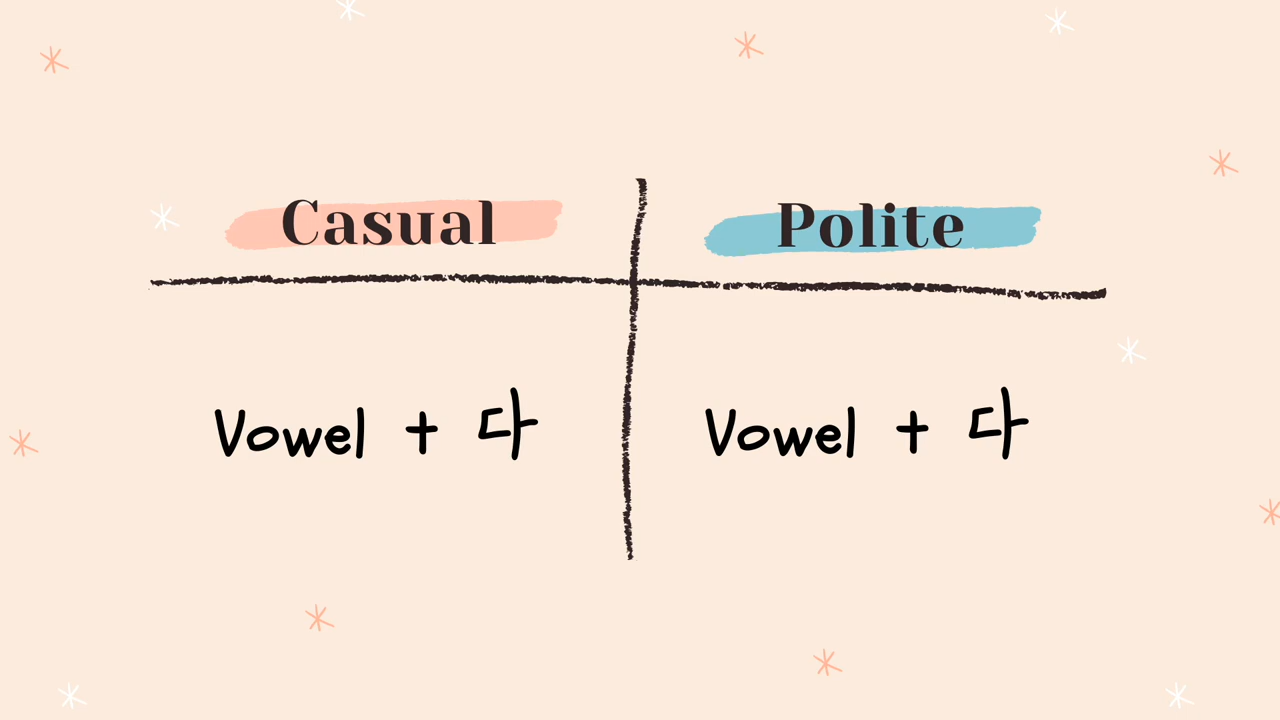 Casual Polite
Vowel + 다 Vowel + 다